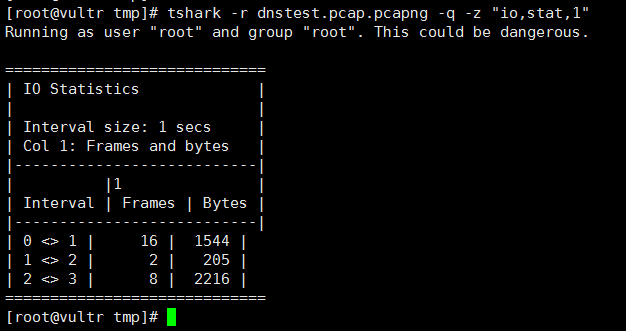 [root@vultr tmp]# tshark -r dnstest.pcap.pcapng -q -z "io,stat,1"
Running as user "root" and group "root". This could be dangerous.

=============================
| IO Statistics             |
|                           |
| Interval size: 1 secs     |
| Col 1: Frames and bytes   |
|---------------------------|
|          |1               |
| Interval | Frames | Bytes |
|---------------------------|
| 0 <> 1 |     16 |  1544 |
| 1 <> 2 |      2 |   205 |
| 2 <> 3 |      8 |  2216 |
=============================
[root@vultr tmp]#